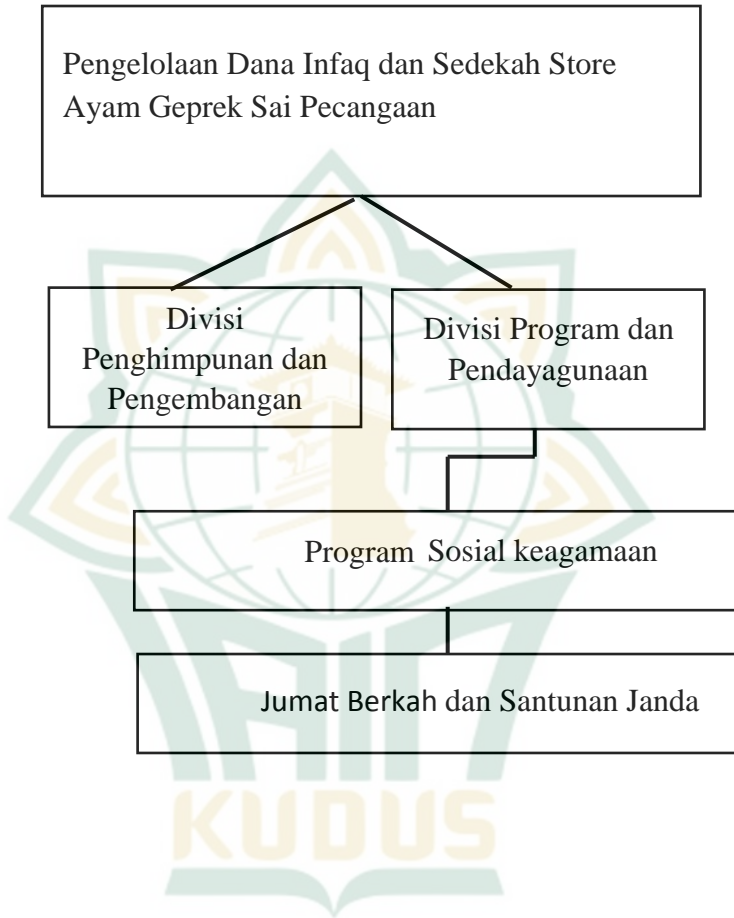 Pengelolaan Dana Infaq dan Sedekah Store
Ayam Geprek Sai Pecangaan
Divisi
Penghimpunan dan
Pengembangan
Divisi Program dan
Pendayagunaan
Program Sosial keagamaan
Jumat Berkah dan Santunan Janda
IAIN
KUDUS